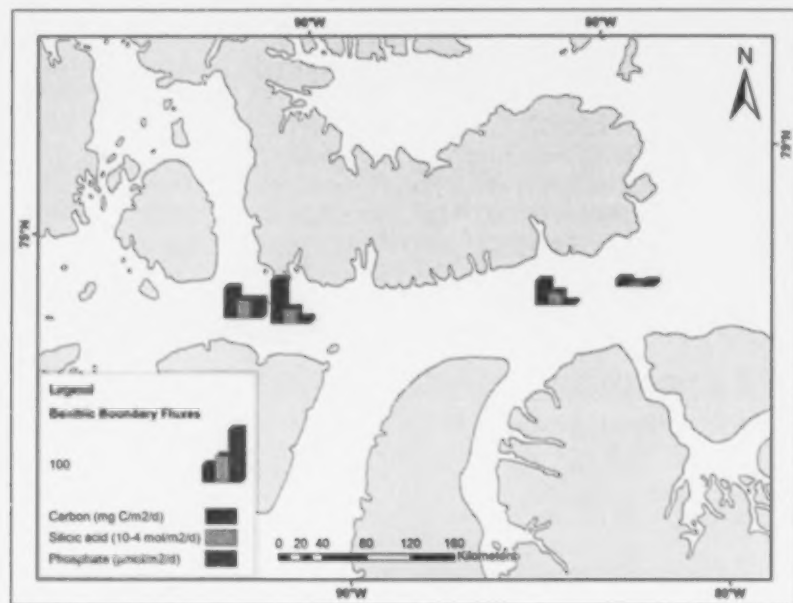 90°W 80°W
N
75°N
75°N
Legend
Benthic Boundary Fluxes
100
Carbon (mg C/m2/d)
Silicic acid (10-4 mol/m2/d)
Phosphate (µmol/m2/d)
0 20 40 80 120 160
Kilometers
90°W 80°W